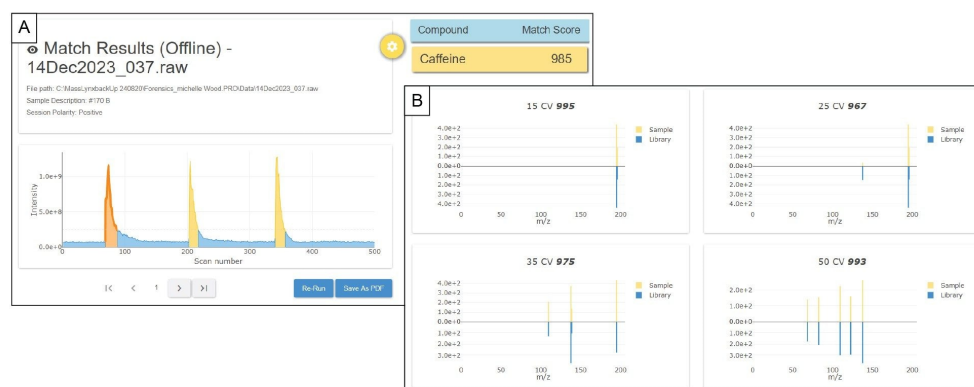 A
Match Results (Offline) -
14Dec2023_037.raw
File path: C:\MassLynxbackUp 240820\Forensics_michelle Wood.PRO\Data\14Dec2023_037.raw
Sample Description: #170 B
Session Polarity: Positive
Compound Match Score
Caffeine 985
Intensity
1.0e+9
5.0e+8
0.0e+0
0 100 200 300 400 500
Scan number
1
Re-Run Save As PDF
B
15 CV 995
4.0e+2
3.0e+2
2.0e+2
1.0e+2
0.0e+0
1.0e+2
2.0e+2
3.0e+2
4.0e+2
0 50 100 150 200
m/z
Sample
Library
25 CV 967
4.0e+2
3.0e+2
2.0e+2
1.0e+2
0.0e+0
1.0e+2
2.0e+2
3.0e+2
4.0e+2
0 50 100 150 200
m/z
Sample
Library
35 CV 975
4.0e+2
3.0e+2
2.0e+2
1.0e+2
0.0e+0
1.0e+2
2.0e+2
3.0e+2
0 50 100 150 200
m/z
Sample
Library
50 CV 993
2.0e+2
1.0e+2
0.0e+0
1.0e+2
2.0e+2
3.0e+2
0 50 100 150 200
m/z
Sample
Library